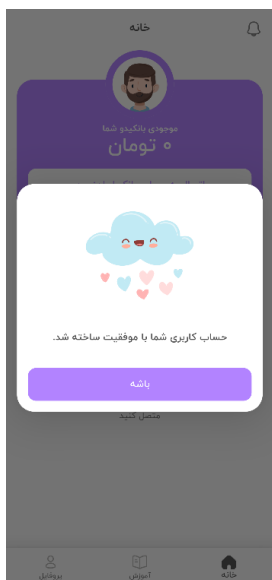 خانه
موجودی بانکیدو شما
۰ تومان
حساب کاربری شما با موفقیت ساخته شد.
باشه
متصل کنید
خانه
آموزش
پروفایل